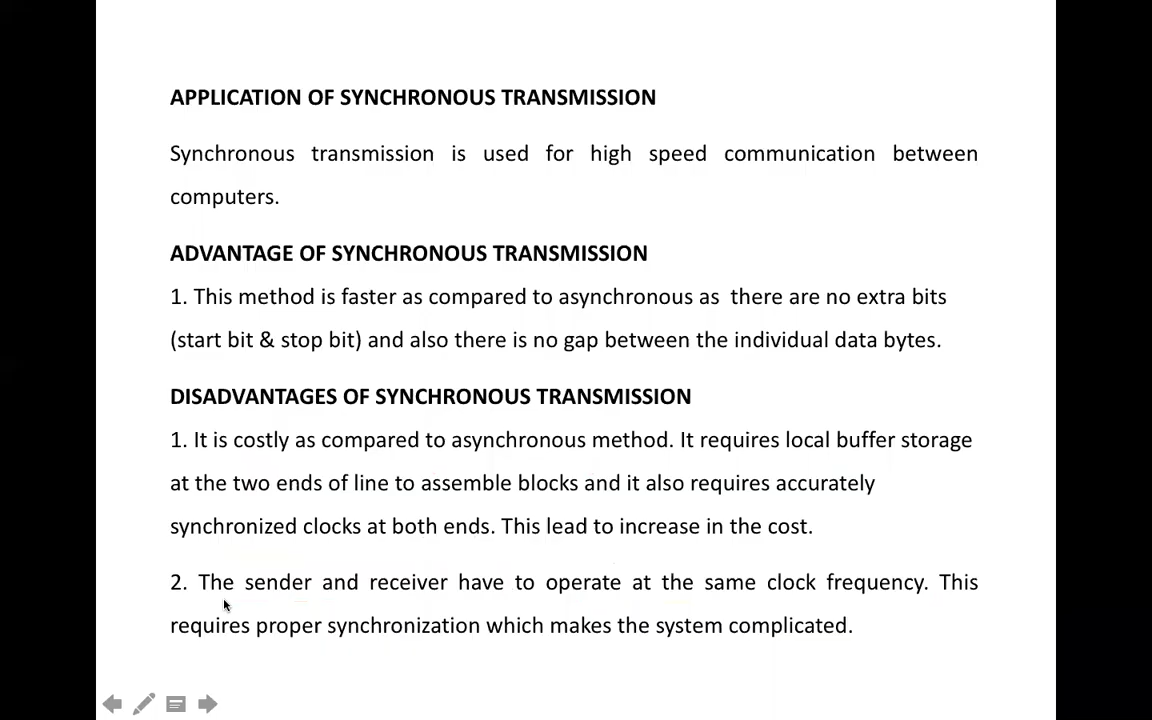 APPLICATION OF SYNCHRONOUS TRANSMISSION
Synchronous transmission is used for high speed communication between
computers.
ADVANTAGE OF SYNCHRONOUS TRANSMISSION
1. This method is faster as compared to asynchronous as there are no extra bits
(start bit & stop bit) and also there is no gap between the individual data bytes.
DISADVANTAGES OF SYNCHRONOUS TRANSMISSION
1. It is costly as compared to asynchronous method. It requires local buffer storage
at the two ends of line to assemble blocks and it also requires accurately
synchronized clocks at both ends. This lead to increase in the cost.
2. The sender and receiver have to operate at the same clock frequency. This
requires proper synchronization which makes the system complicated.